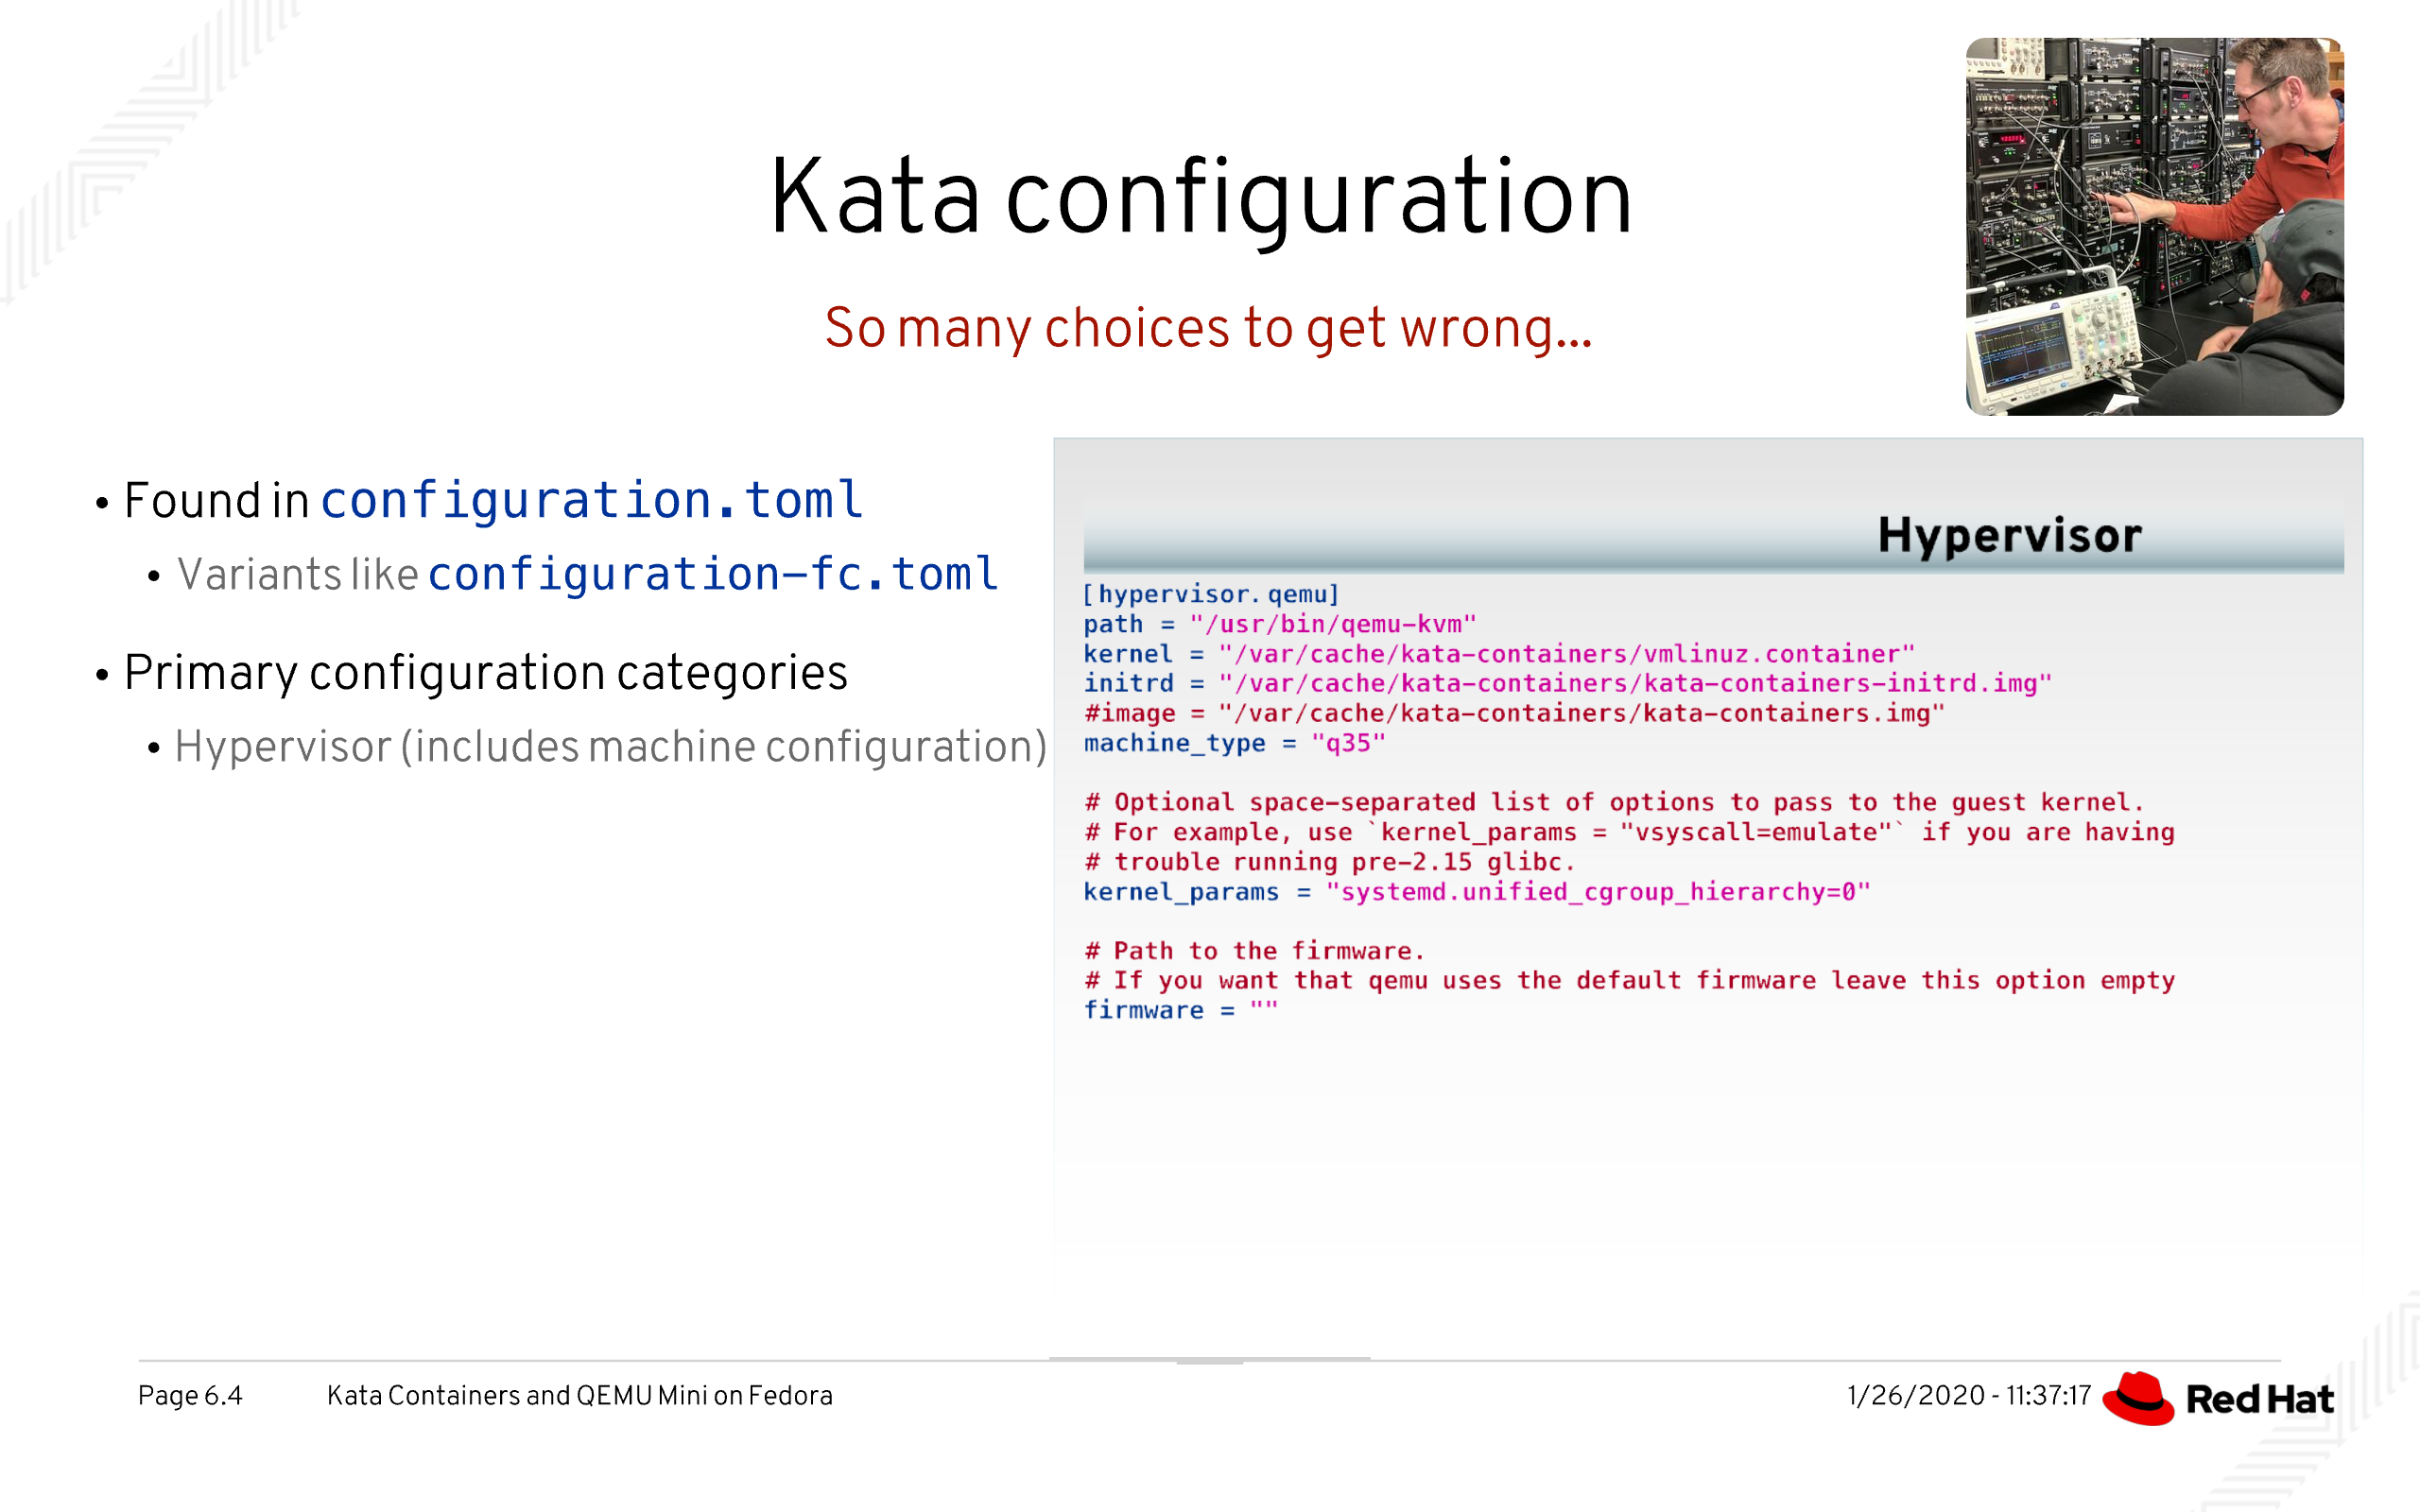 Kata configuration
So many choices to get wrong...
• Found in configuration.toml
• Variants like configuration-fc.toml
• Primary configuration categories
• Hypervisor (includes machine configuration)
Hypervisor
[hypervisor.qemu]
path = "/usr/bin/qemu-kvm"
kernel = "/var/cache/kata-containers/vmlinuz.container"
initrd = "/var/cache/kata-containers/kata-containers-initrd.img"
#image = "/var/cache/kata-containers/kata-containers.img"
machine_type = "q35"
# Optional space-separated list of options to pass to the guest kernel.
# For example, use `kernel_params = "vsyscall=emulate"` if you are having
# trouble running pre-2.15 glibc.
kernel_params = "systemd.unified_cgroup_hierarchy=0"
# Path to the firmware.
# If you want that qemu uses the default firmware leave this option empty
firmware = ""
Page 6.4
Kata Containers and QEMU Mini on Fedora
1/26/2020 - 11:37:17
Red Hat